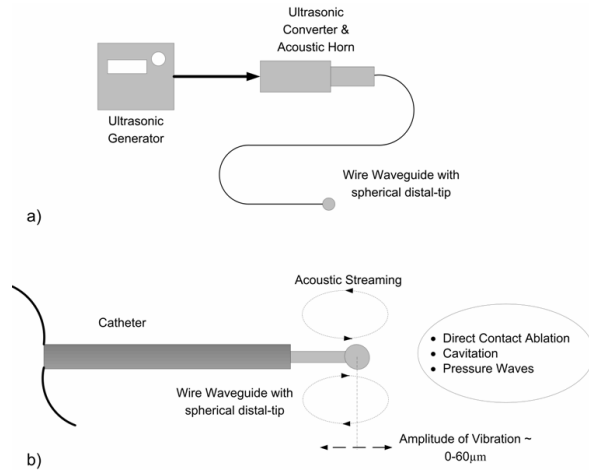 Ultrasonic
Converter &
Acoustic Horn
Ultrasonic
Generator
Wire Waveguide with
spherical distal-tip
a)
Acoustic Streaming
Catheter
• Direct Contact Ablation
• Cavitation
• Pressure Waves
Wire Waveguide with
spherical distal-tip
Amplitude of Vibration ~
0-60µm
b)